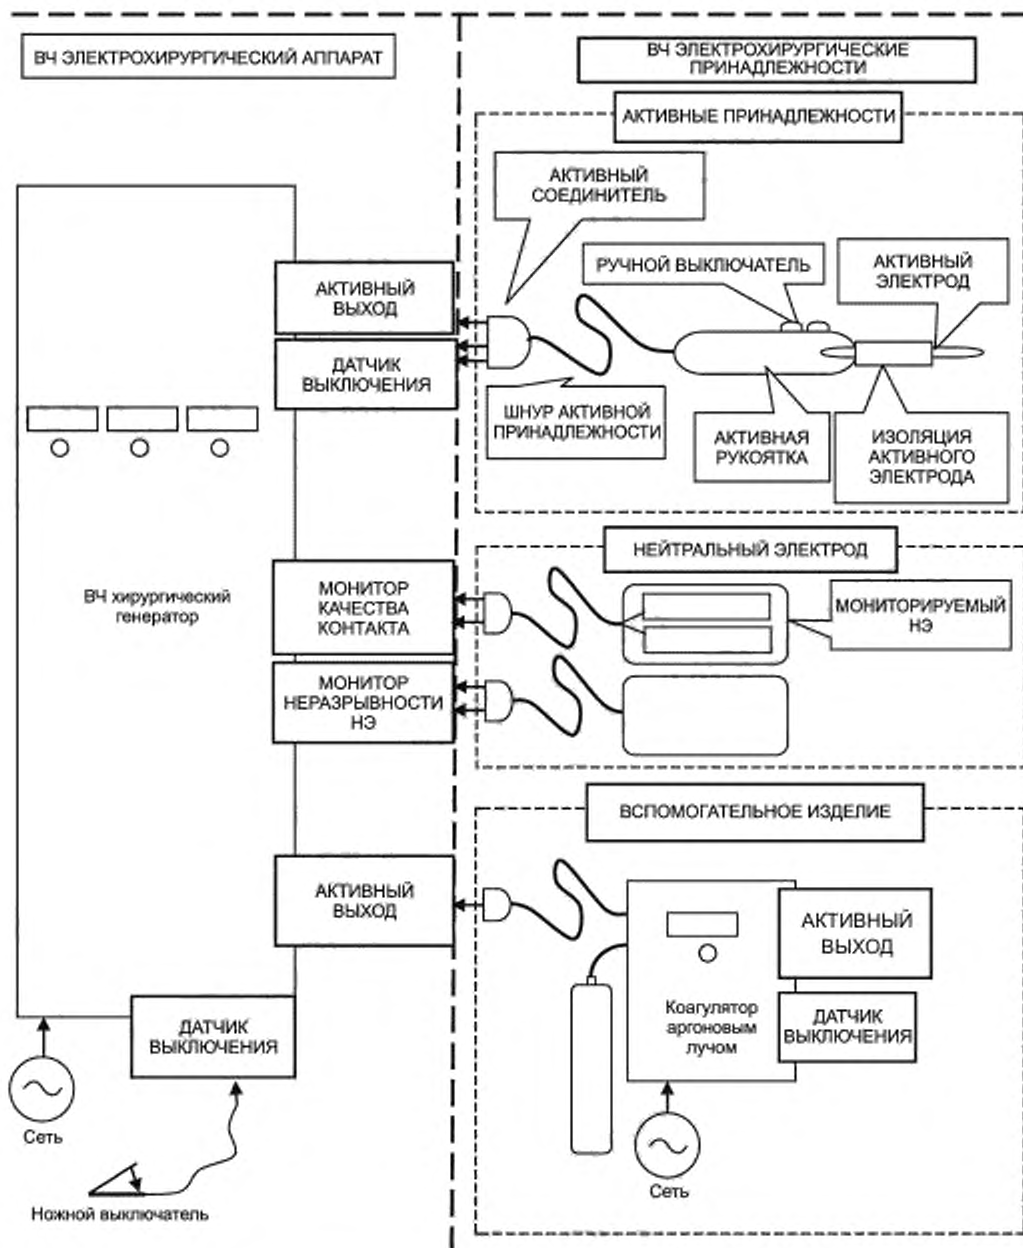 ВЧ ЭЛЕКТРОХИРУРГИЧЕСКИЙ АППАРАТ
ВЧ ЭЛЕКТРОХИРУРГИЧЕСКИЕ
ПРИНАДЛЕЖНОСТИ
АКТИВНЫЕ ПРИНАДЛЕЖНОСТИ
АКТИВНЫЙ
СОЕДИНИТЕЛЬ
РУЧНОЙ ВЫКЛЮЧАТЕЛЬ
АКТИВНЫЙ
ЭЛЕКТРОД
АКТИВНЫЙ
ВЫХОД
ДАТЧИК
ВЫКЛЮЧЕНИЯ
ШНУР АКТИВНОЙ
ПРИНАДЛЕЖНОСТИ
АКТИВНАЯ
РУКОЯТКА
ИЗОЛЯЦИЯ
АКТИВНОГО
ЭЛЕКТРОДА
НЕЙТРАЛЬНЫЙ ЭЛЕКТРОД
ВЧ хирургический
генератор
МОНИТОР
КАЧЕСТВА
КОНТАКТА
МОНИТОРИРУЕМЫЙ
НЭ
МОНИТОР
НЕРАЗРЫВНОСТИ
НЭ
ВСПОМОГАТЕЛЬНОЕ ИЗДЕЛИЕ
АКТИВНЫЙ
ВЫХОД
АКТИВНЫЙ
ВЫХОД
Коагулятор
аргоновым
лучом
ДАТЧИК
ВЫКЛЮЧЕНИЯ
ДАТЧИК
ВЫКЛЮЧЕНИЯ
Сеть
Сеть
Ножной выключатель